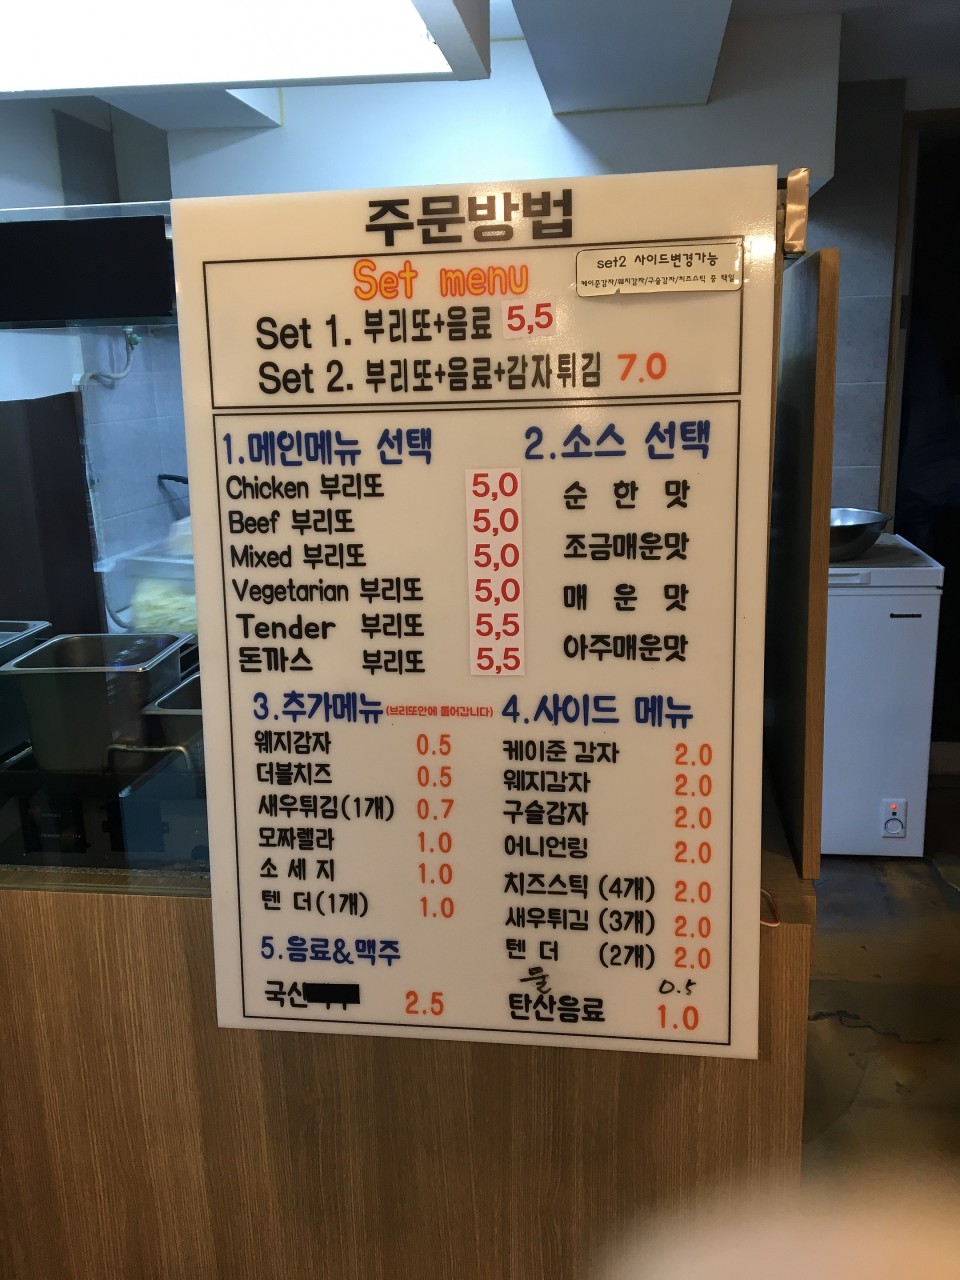 주문방법
Set menu
set2 사이드변경가능
케이준감자/웨지감자/구슬감자/치즈스틱 중 택일
Set 1. 부리또+음료 5,5
Set 2. 부리또+음료+감자튀김 7.0
1.메인메뉴 선택
Chicken 부리또 5,0
Beef 부리또 5,0
Mixed 부리또 5,0
Vegetarian 부리또 5,0
Tender 부리또 5,5
돈까스 부리또 5,5
2.소스 선택
순 한 맛
조금매운맛
매 운 맛
아주매운맛
3.추가메뉴(브리또안에 들어갑니다)
웨지감자 0.5
더블치즈 0.5
새우튀김(1개) 0.7
모짜렐라 1.0
소 세 지 1.0
텐 더(1개) 1.0
4.사이드 메뉴
케이준 감자 2.0
웨지감자 2.0
구슬감자 2.0
어니언링 2.0
치즈스틱 (4개) 2.0
새우튀김 (3개) 2.0
텐 더 (2개) 2.0
5.음료&맥주
국산 2.5
물 0.5
탄산음료 1.0